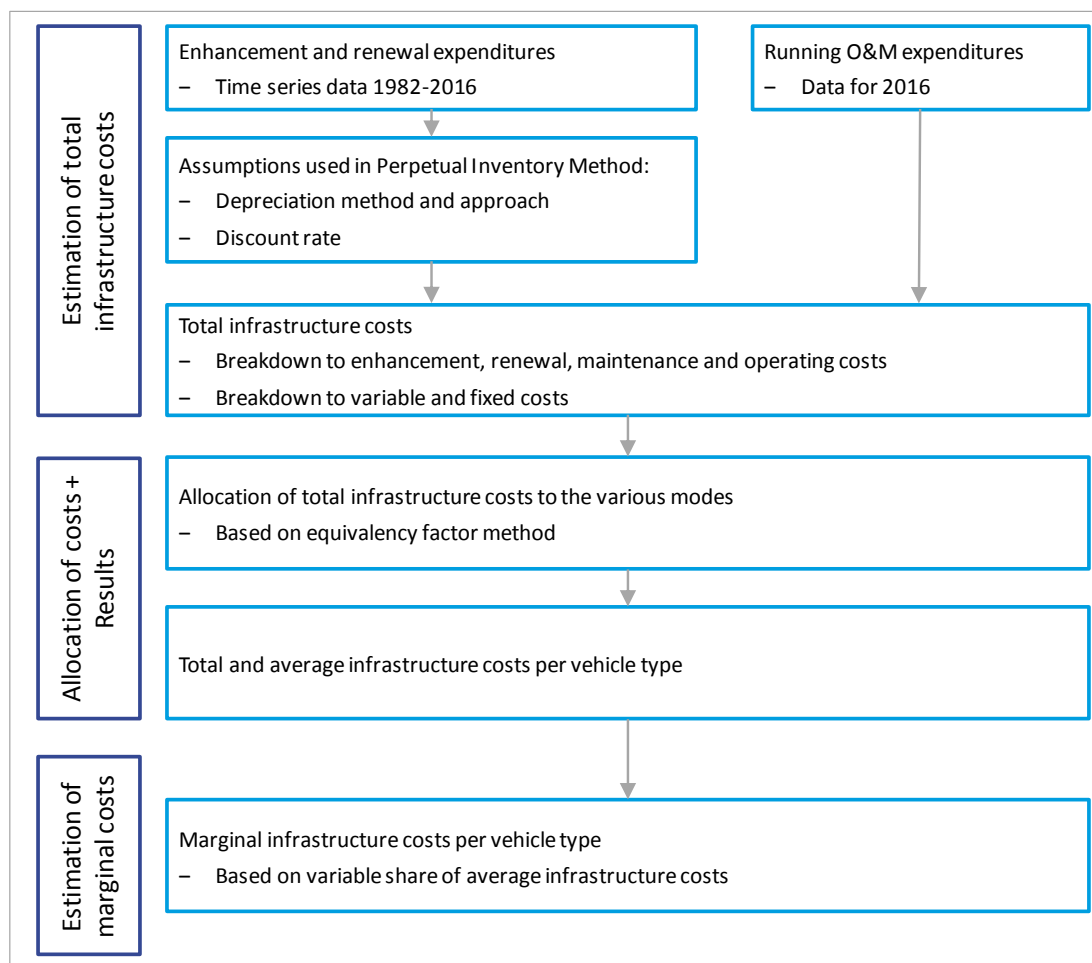 Estimation of total
infrastructure costs
Enhancement and renewal expenditures
– Time series data 1982-2016
Running O&M expenditures
– Data for 2016
Assumptions used in Perpetual Inventory Method:
– Depreciation method and approach
– Discount rate
Total infrastructure costs
– Breakdown to enhancement, renewal, maintenance and operating costs
– Breakdown to variable and fixed costs
Allocation of costs +
Results
Allocation of total infrastructure costs to the various modes
– Based on equivalency factor method
Total and average infrastructure costs per vehicle type
Estimation of
marginal costs
Marginal infrastructure costs per vehicle type
– Based on variable share of average infrastructure costs